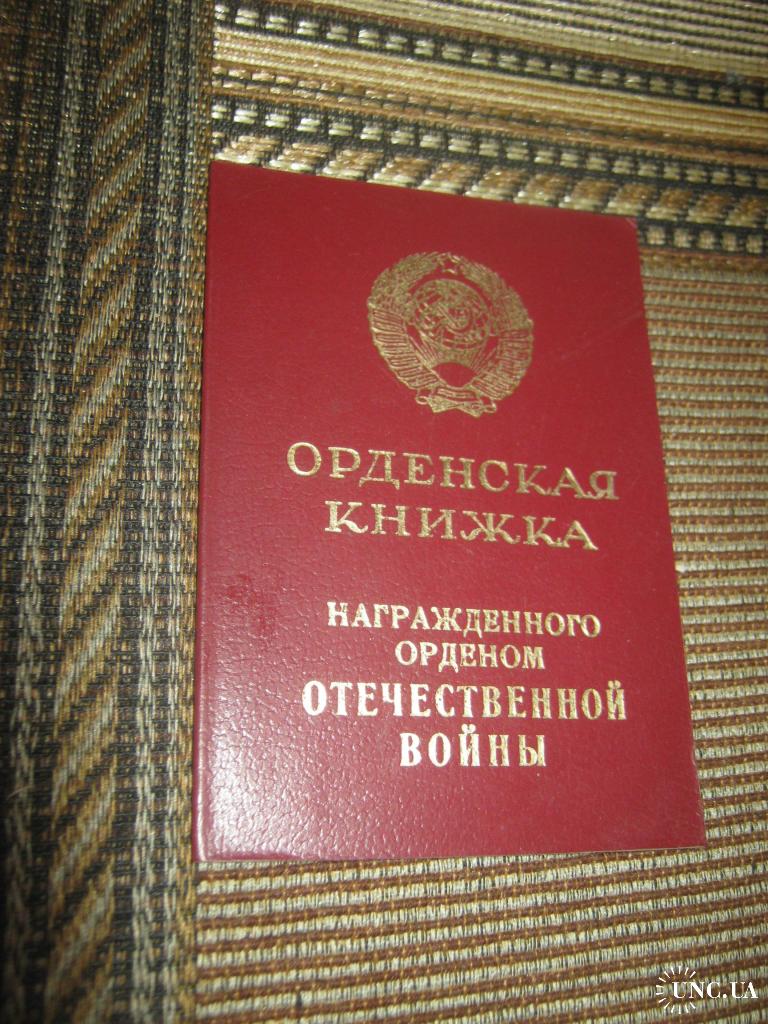 ОРДЕНСКАЯ
КНИЖКА
НАГРАЖДЕННОГО
ОРДЕНОМ
ОТЕЧЕСТВЕННОЙ
ВОЙНЫ
UNC.UA